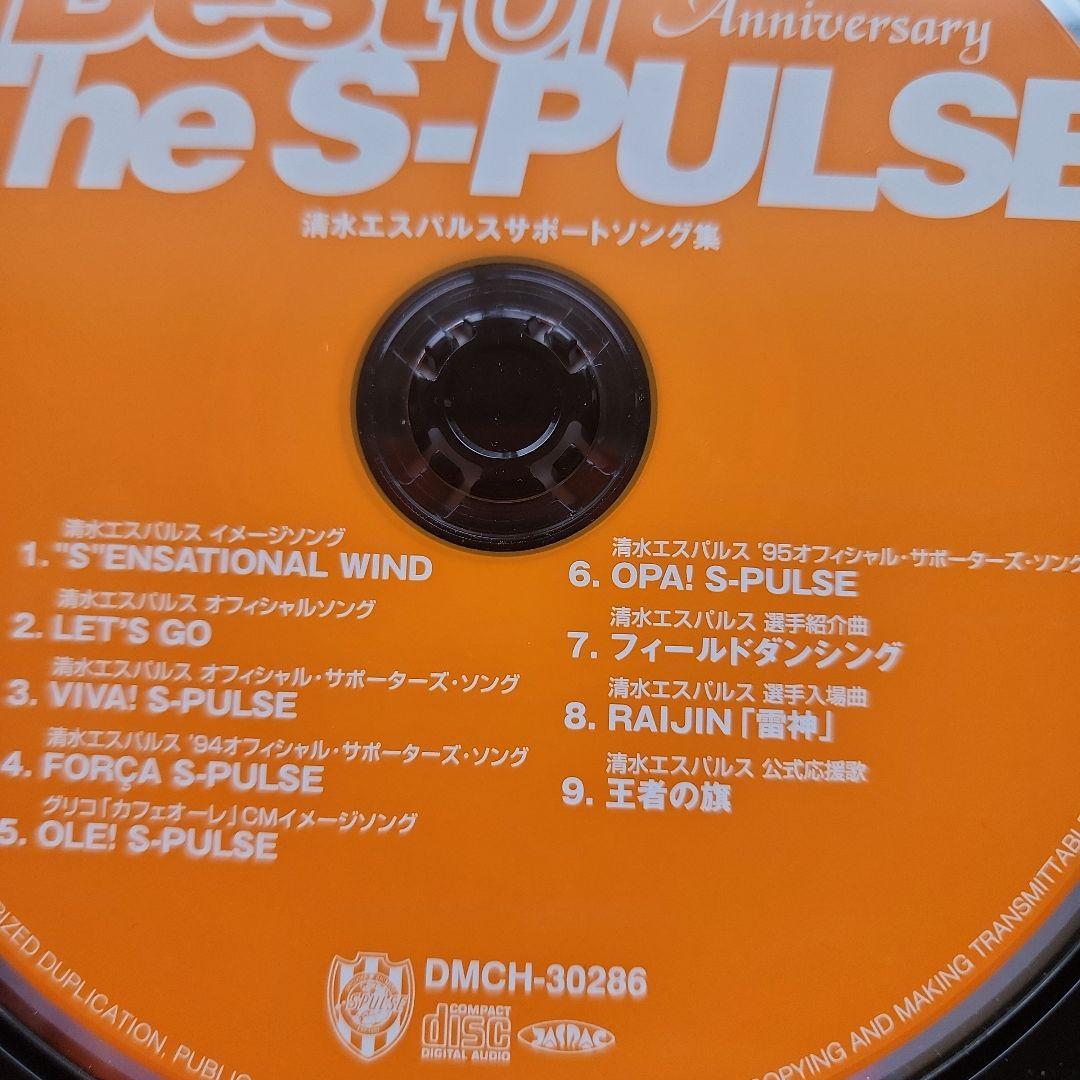 Best Of
Anniversary
The S-PULSE
清水エスパルスサポートソング集
清水エスパルス イメージソング
1. "S"ENSATIONAL WIND
清水エスパルス オフィシャルソング
2. LET'S GO
清水エスパルス オフィシャル・サポーターズ・ソング
3. VIVA! S-PULSE
清水エスパルス '94オフィシャル・サポーターズ・ソング
4. FORÇA S-PULSE
グリコ「カフェオーレ」CMイメージソング
5. OLE! S-PULSE
清水エスパルス '95オフィシャル・サポーターズ・ソング
6. OPA! S-PULSE
清水エスパルス 選手紹介曲
7. フィールドダンシング
清水エスパルス 選手入場曲
8. RAIJIN「雷神」
清水エスパルス 公式応援歌
9. 王者の旗
S-PULSE
DMCH-30286
COMPACT
disc
DIGITAL AUDIO
JASRAC
RIZED DUPLICATION, PUBLIC
OPYING AND MAKING TRANSMITTABLE